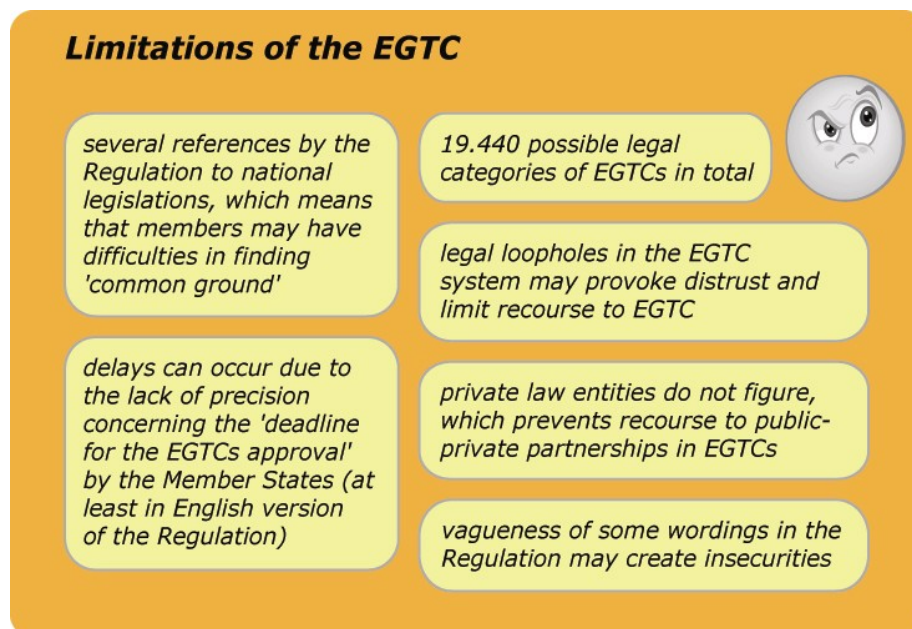 Limitations of the EGTC
several references by the
Regulation to national
legislations, which means
that members may have
difficulties in finding
'common ground'
delays can occur due to
the lack of precision
concerning the 'deadline
for the EGTCs approval'
by the Member States (at
least in English version
of the Regulation)
19.440 possible legal
categories of EGTCs in total
legal loopholes in the EGTC
system may provoke distrust and
limit recourse to EGTC
private law entities do not figure,
which prevents recourse to public-
private partnerships in EGTCs
vagueness of some wordings in the
Regulation may create insecurities